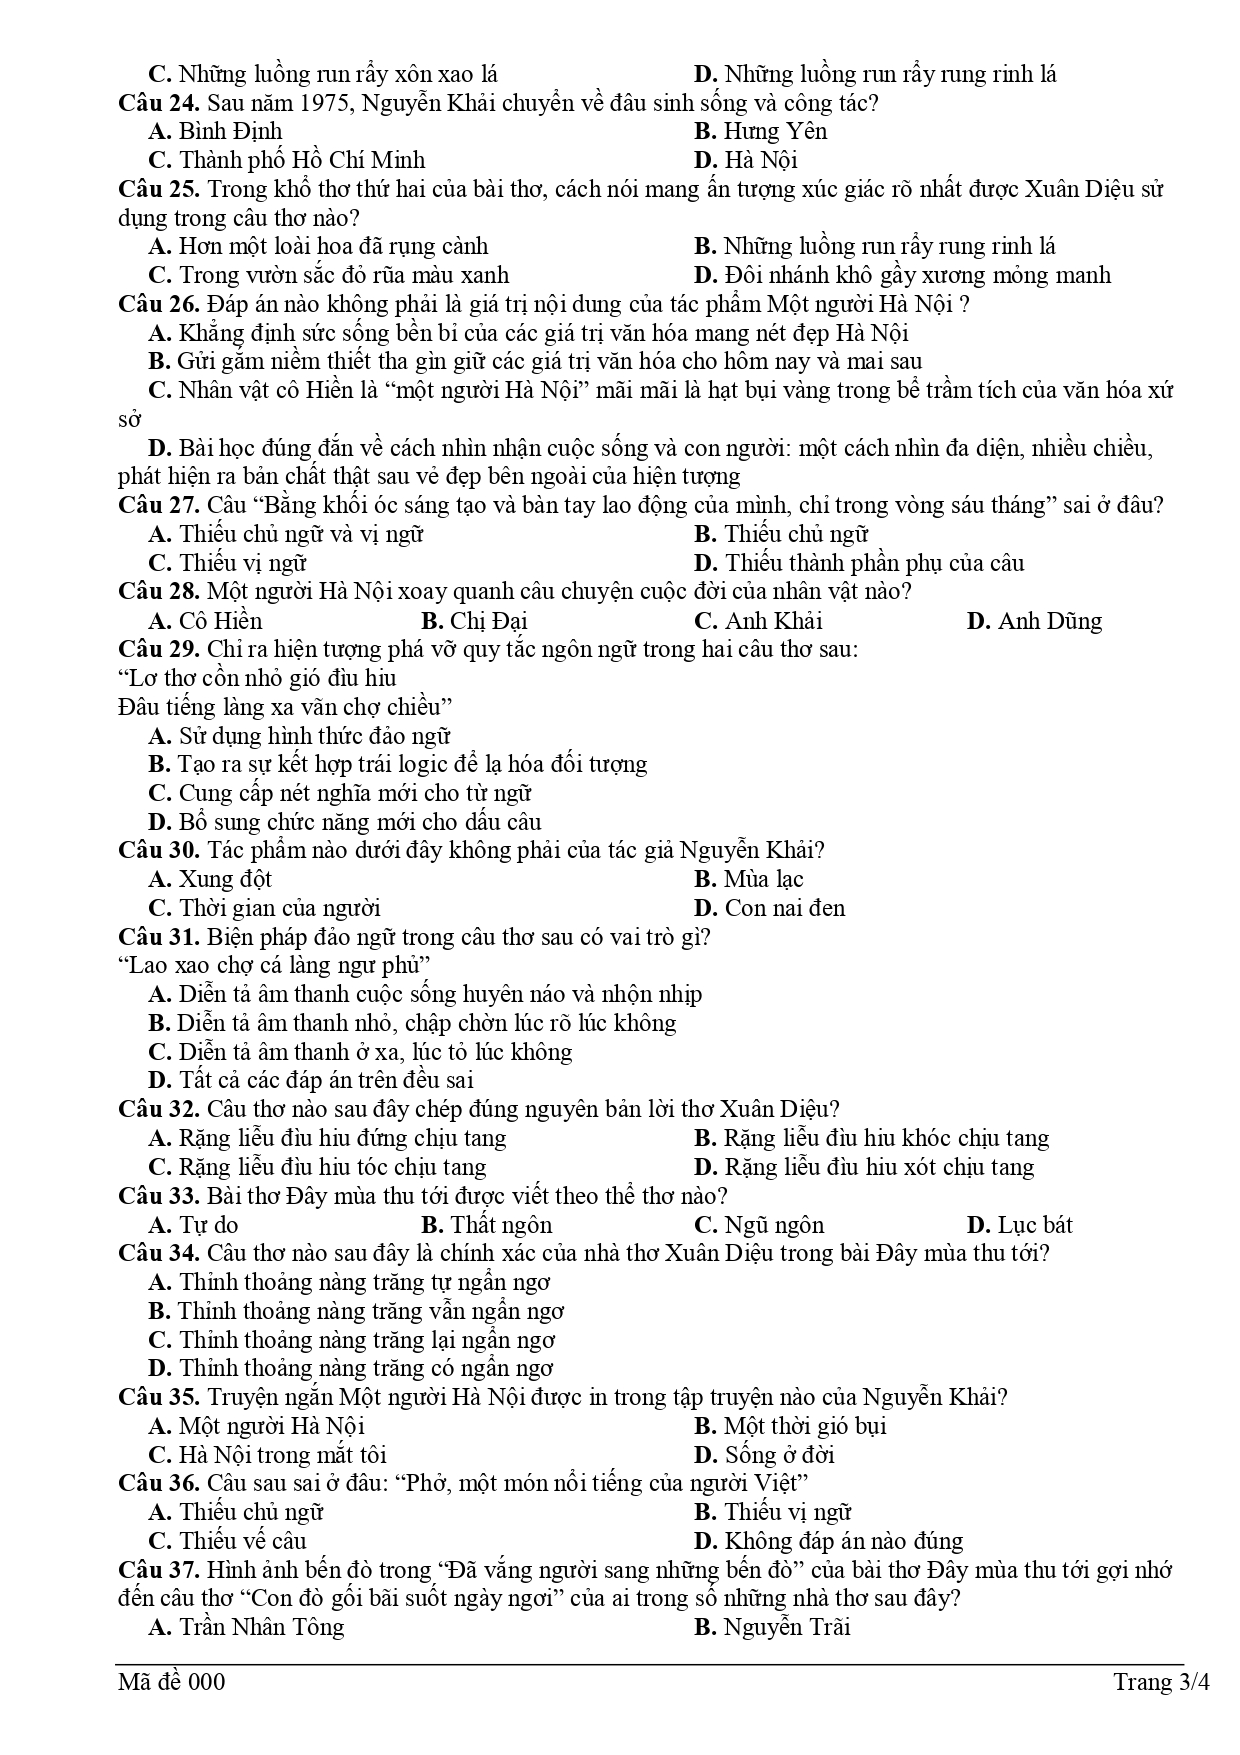 C. Những luồng run rẩy xôn xao lá D. Những luồng run rẩy rung rinh lá
Câu 24. Sau năm 1975, Nguyễn Khải chuyển về đâu sinh sống và công tác?
A. Bình Định B. Hưng Yên
C. Thành phố Hồ Chí Minh D. Hà Nội
Câu 25. Trong khổ thơ thứ hai của bài thơ, cách nói mang ấn tượng xúc giác rõ nhất được Xuân Diệu sử
dụng trong câu thơ nào?
A. Hơn một loài hoa đã rụng cành B. Những luồng run rẩy rung rinh lá
C. Trong vườn sắc đỏ rũa màu xanh D. Đôi nhánh khô gầy xương mỏng manh
Câu 26. Đáp án nào không phải là giá trị nội dung của tác phẩm Một người Hà Nội ?
A. Khẳng định sức sống bền bỉ của các giá trị văn hóa mang nét đẹp Hà Nội
B. Gửi gắm niềm thiết tha gìn giữ các giá trị văn hóa cho hôm nay và mai sau
C. Nhân vật cô Hiền là “một người Hà Nội” mãi mãi là hạt bụi vàng trong bể trầm tích của văn hóa xứ
sở
D. Bài học đúng đắn về cách nhìn nhận cuộc sống và con người: một cách nhìn đa diện, nhiều chiều,
phát hiện ra bản chất thật sau vẻ đẹp bên ngoài của hiện tượng
Câu 27. Câu “Bằng khối óc sáng tạo và bàn tay lao động của mình, chỉ trong vòng sáu tháng” sai ở đâu?
A. Thiếu chủ ngữ và vị ngữ B. Thiếu chủ ngữ
C. Thiếu vị ngữ D. Thiếu thành phần phụ của câu
Câu 28. Một người Hà Nội xoay quanh câu chuyện cuộc đời của nhân vật nào?
A. Cô Hiền B. Chị Đại C. Anh Khải D. Anh Dũng
Câu 29. Chỉ ra hiện tượng phá vỡ quy tắc ngôn ngữ trong hai câu thơ sau:
“Lơ thơ cồn nhỏ gió đìu hiu
Đâu tiếng làng xa vãn chợ chiều”
A. Sử dụng hình thức đảo ngữ
B. Tạo ra sự kết hợp trái logic để lạ hóa đối tượng
C. Cung cấp nét nghĩa mới cho từ ngữ
D. Bổ sung chức năng mới cho dấu câu
Câu 30. Tác phẩm nào dưới đây không phải của tác giả Nguyễn Khải?
A. Xung đột B. Mùa lạc
C. Thời gian của người D. Con nai đen
Câu 31. Biện pháp đảo ngữ trong câu thơ sau có vai trò gì?
“Lao xao chợ cá làng ngư phủ”
A. Diễn tả âm thanh cuộc sống huyên náo và nhộn nhịp
B. Diễn tả âm thanh nhỏ, chập chờn lúc rõ lúc không
C. Diễn tả âm thanh ở xa, lúc tỏ lúc không
D. Tất cả các đáp án trên đều sai
Câu 32. Câu thơ nào sau đây chép đúng nguyên bản lời thơ Xuân Diệu?
A. Rặng liễu đìu hiu đứng chịu tang B. Rặng liễu đìu hiu khóc chịu tang
C. Rặng liễu đìu hiu tóc chịu tang D. Rặng liễu đìu hiu xót chịu tang
Câu 33. Bài thơ Đây mùa thu tới được viết theo thể thơ nào?
A. Tự do B. Thất ngôn C. Ngũ ngôn D. Lục bát
Câu 34. Câu thơ nào sau đây là chính xác của nhà thơ Xuân Diệu trong bài Đây mùa thu tới?
A. Thỉnh thoảng nàng trăng tự ngẩn ngơ
B. Thỉnh thoảng nàng trăng vẫn ngẩn ngơ
C. Thỉnh thoảng nàng trăng lại ngẩn ngơ
D. Thỉnh thoảng nàng trăng có ngẩn ngơ
Câu 35. Truyện ngắn Một người Hà Nội được in trong tập truyện nào của Nguyễn Khải?
A. Một người Hà Nội B. Một thời gió bụi
C. Hà Nội trong mắt tôi D. Sống ở đời
Câu 36. Câu sau sai ở đâu: “Phở, một món nổi tiếng của người Việt”
A. Thiếu chủ ngữ B. Thiếu vị ngữ
C. Thiếu vế câu D. Không đáp án nào đúng
Câu 37. Hình ảnh bến đò trong “Đã vắng người sang những bến đò” của bài thơ Đây mùa thu tới gợi nhớ
đến câu thơ “Con đò gối bãi suốt ngày ngơi” của ai trong số những nhà thơ sau đây?
A. Trần Nhân Tông B. Nguyễn Trãi
Mã đề 000 Trang 3/4